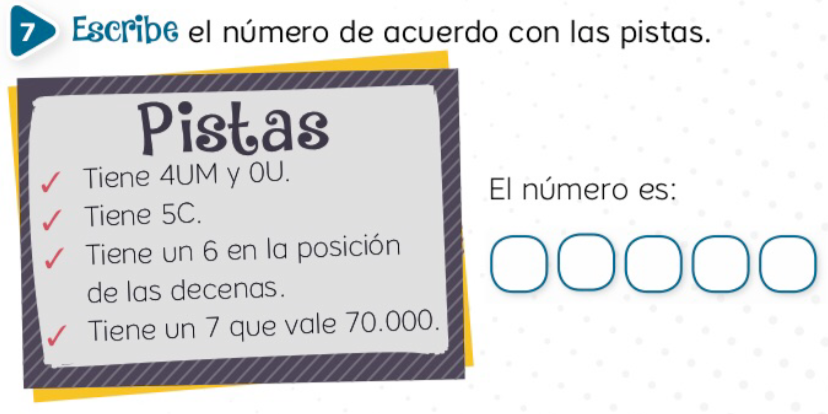 7 Escribe el número de acuerdo con las pistas.
Pistas
✓ Tiene 4UM y 0U.
✓ Tiene 5C.
✓ Tiene un 6 en la posición
de las decenas.
✓ Tiene un 7 que vale 70.000.
El número es: